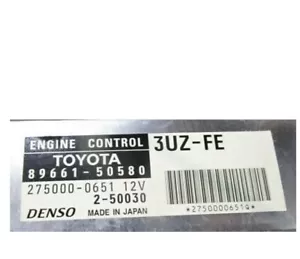 ENGINE CONTROL 3UZ-FE
TOYOTA
89661-50580
275000-0651 12V
2-50030
DENSO MADE IN JAPAN
*2750000651Q*